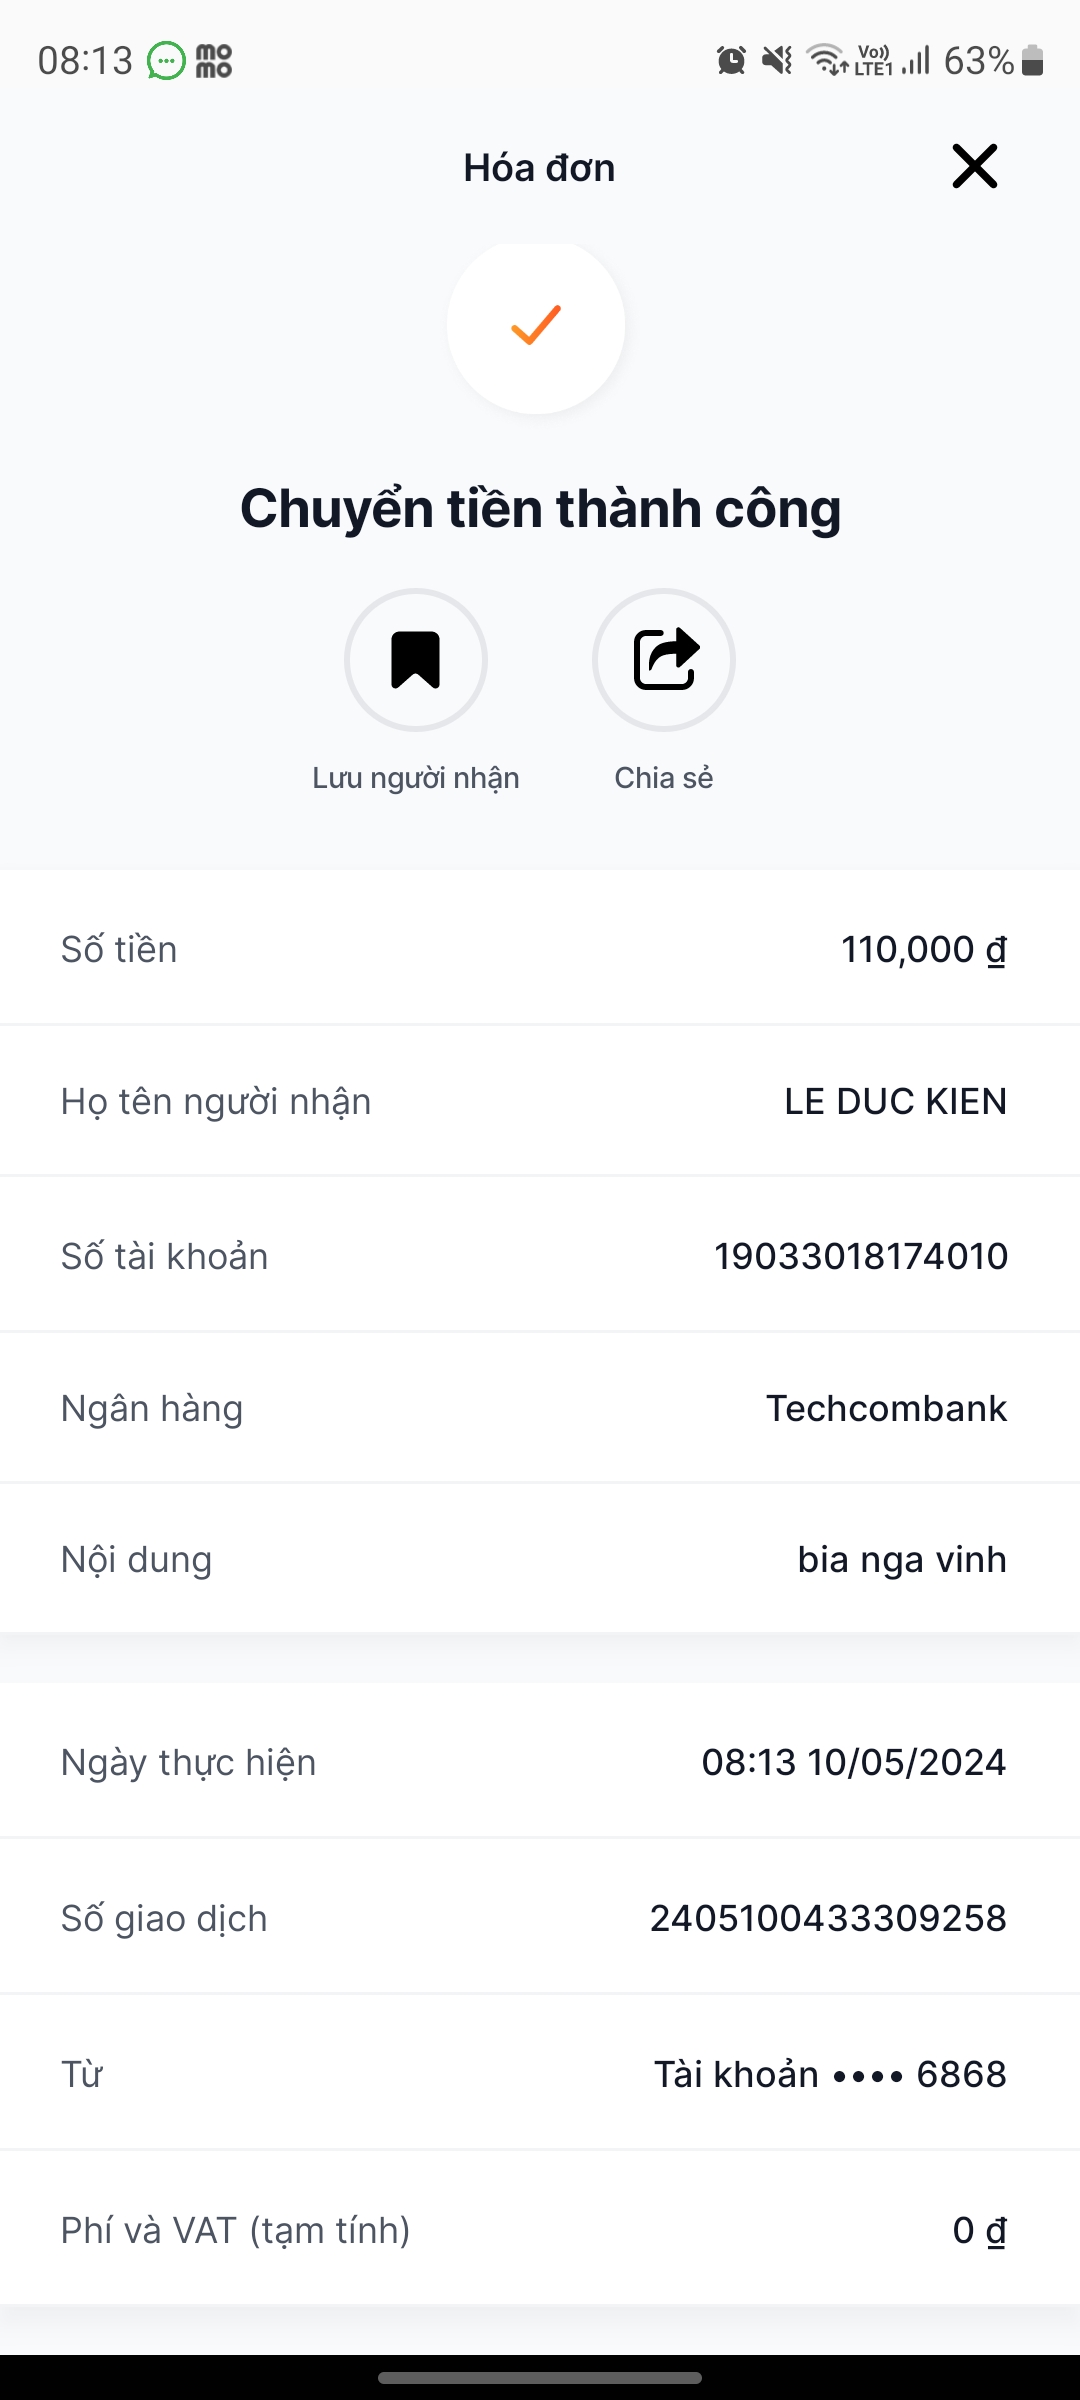 08:13 mo mo Vo)) LTE1 63%
Hóa đơn
Chuyển tiền thành công
Lưu người nhận Chia sẻ
Số tiền 110,000 ₫
Họ tên người nhận LE DUC KIEN
Số tài khoản 19033018174010
Ngân hàng Techcombank
Nội dung bia nga vinh
Ngày thực hiện 08:13 10/05/2024
Số giao dịch 2405100433309258
Từ Tài khoản •••• 6868
Phí và VAT (tạm tính) 0 ₫